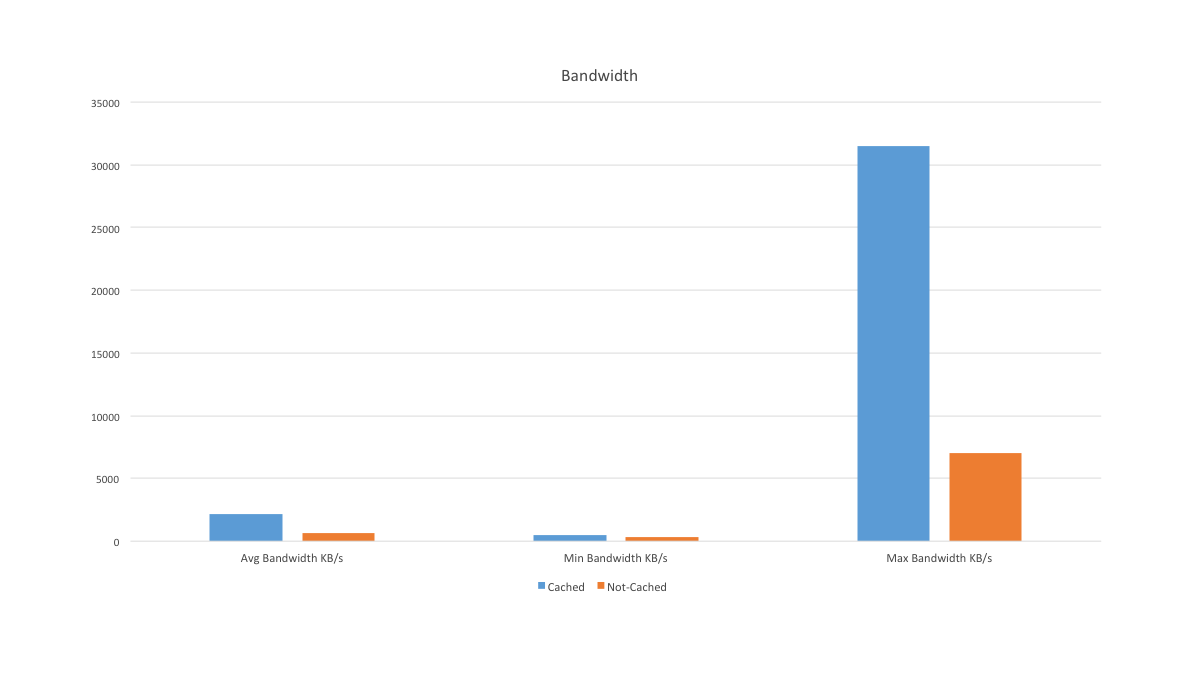 Bandwidth
35000
30000
25000
20000
15000
10000
5000
0
Avg Bandwidth KB/s
Min Bandwidth KB/s
Max Bandwidth KB/s
Cached
Not-Cached